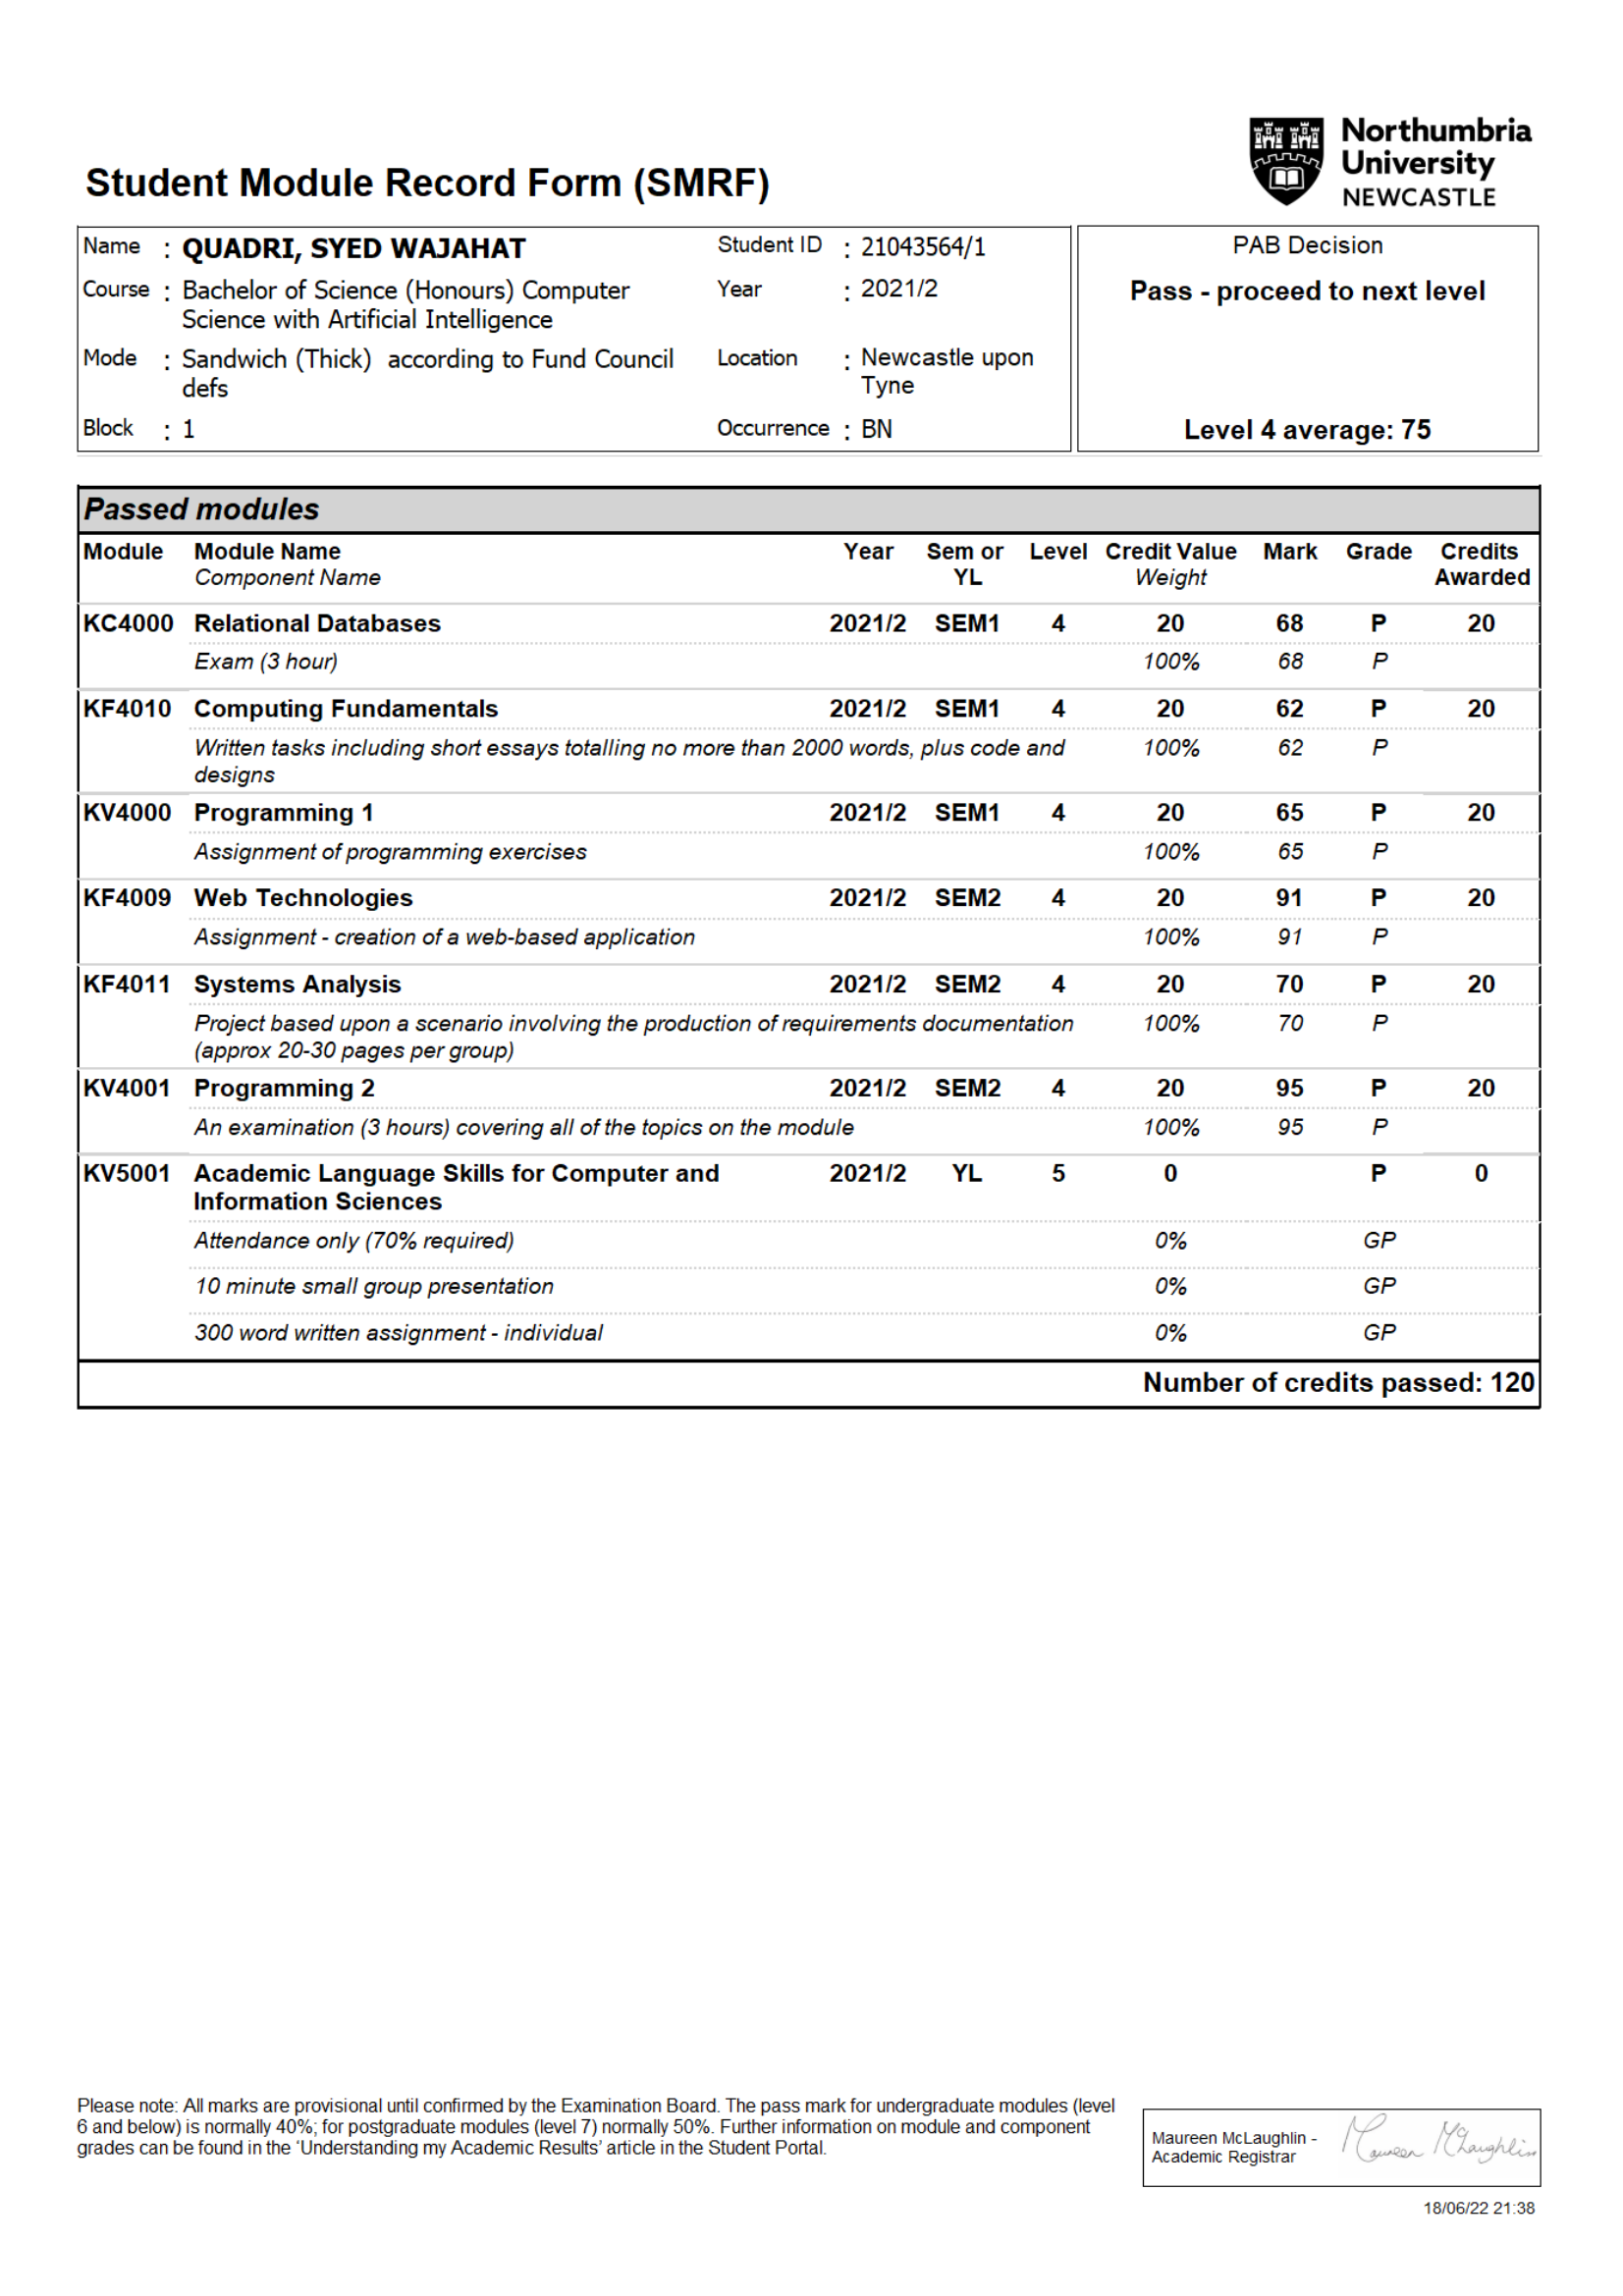 Northumbria
University
NEWCASTLE
Student Module Record Form (SMRF)
Name : QUADRI, SYED WAJAHAT Student ID : 21043564/1
Course : Bachelor of Science (Honours) Computer Year : 2021/2
Science with Artificial Intelligence
Mode : Sandwich (Thick) according to Fund Council Location : Newcastle upon
defs Tyne
Block : 1 Occurrence : BN
PAB Decision
Pass - proceed to next level
Level 4 average: 75
Passed modules
Module Module Name Year Sem or Level Credit Value Mark Grade Credits
Component Name YL Weight Awarded
KC4000 Relational Databases 2021/2 SEM1 4 20 68 P 20
Exam (3 hour) 100% 68 P
KF4010 Computing Fundamentals 2021/2 SEM1 4 20 62 P 20
Written tasks including short essays totalling no more than 2000 words, plus code and 100% 62 P
designs
KV4000 Programming 1 2021/2 SEM1 4 20 65 P 20
Assignment of programming exercises 100% 65 P
KF4009 Web Technologies 2021/2 SEM2 4 20 91 P 20
Assignment - creation of a web-based application 100% 91 P
KF4011 Systems Analysis 2021/2 SEM2 4 20 70 P 20
Project based upon a scenario involving the production of requirements documentation 100% 70 P
(approx 20-30 pages per group)
KV4001 Programming 2 2021/2 SEM2 4 20 95 P 20
An examination (3 hours) covering all of the topics on the module 100% 95 P
KV5001 Academic Language Skills for Computer and 2021/2 YL 5 0 P 0
Information Sciences
Attendance only (70% required) 0% GP
10 minute small group presentation 0% GP
300 word written assignment - individual 0% GP
Number of credits passed: 120
Please note: All marks are provisional until confirmed by the Examination Board. The pass mark for undergraduate modules (level
6 and below) is normally 40%; for postgraduate modules (level 7) normally 50%. Further information on module and component
grades can be found in the ‘Understanding my Academic Results’ article in the Student Portal.
Maureen McLaughlin -
Academic Registrar
Maureen McLaughlin
18/06/22 21:38